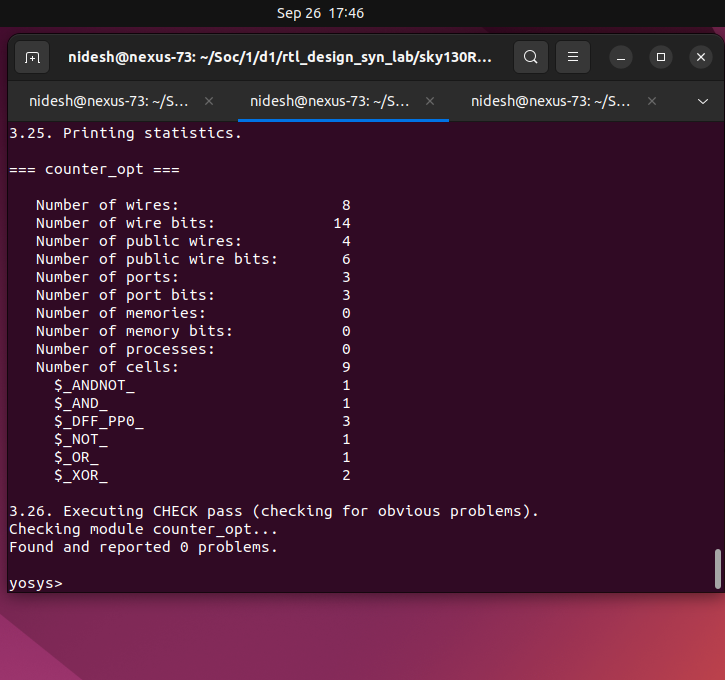 Sep 26 17:46
nidesh@nexus-73: ~/Soc/1/d1/rtl_design_syn_lab/sky130R...
nidesh@nexus-73: ~/S... nidesh@nexus-73: ~/S... nidesh@nexus-73: ~/S...
3.25. Printing statistics.
=== counter_opt ===
Number of wires: 8
Number of wire bits: 14
Number of public wires: 4
Number of public wire bits: 6
Number of ports: 3
Number of port bits: 3
Number of memories: 0
Number of memory bits: 0
Number of processes: 0
Number of cells: 9
$_ANDNOT_ 1
$_AND_ 1
$_DFF_PP0_ 3
$_NOT_ 1
$_OR_ 1
$_XOR_ 2
3.26. Executing CHECK pass (checking for obvious problems).
Checking module counter_opt...
Found and reported 0 problems.
yosys>